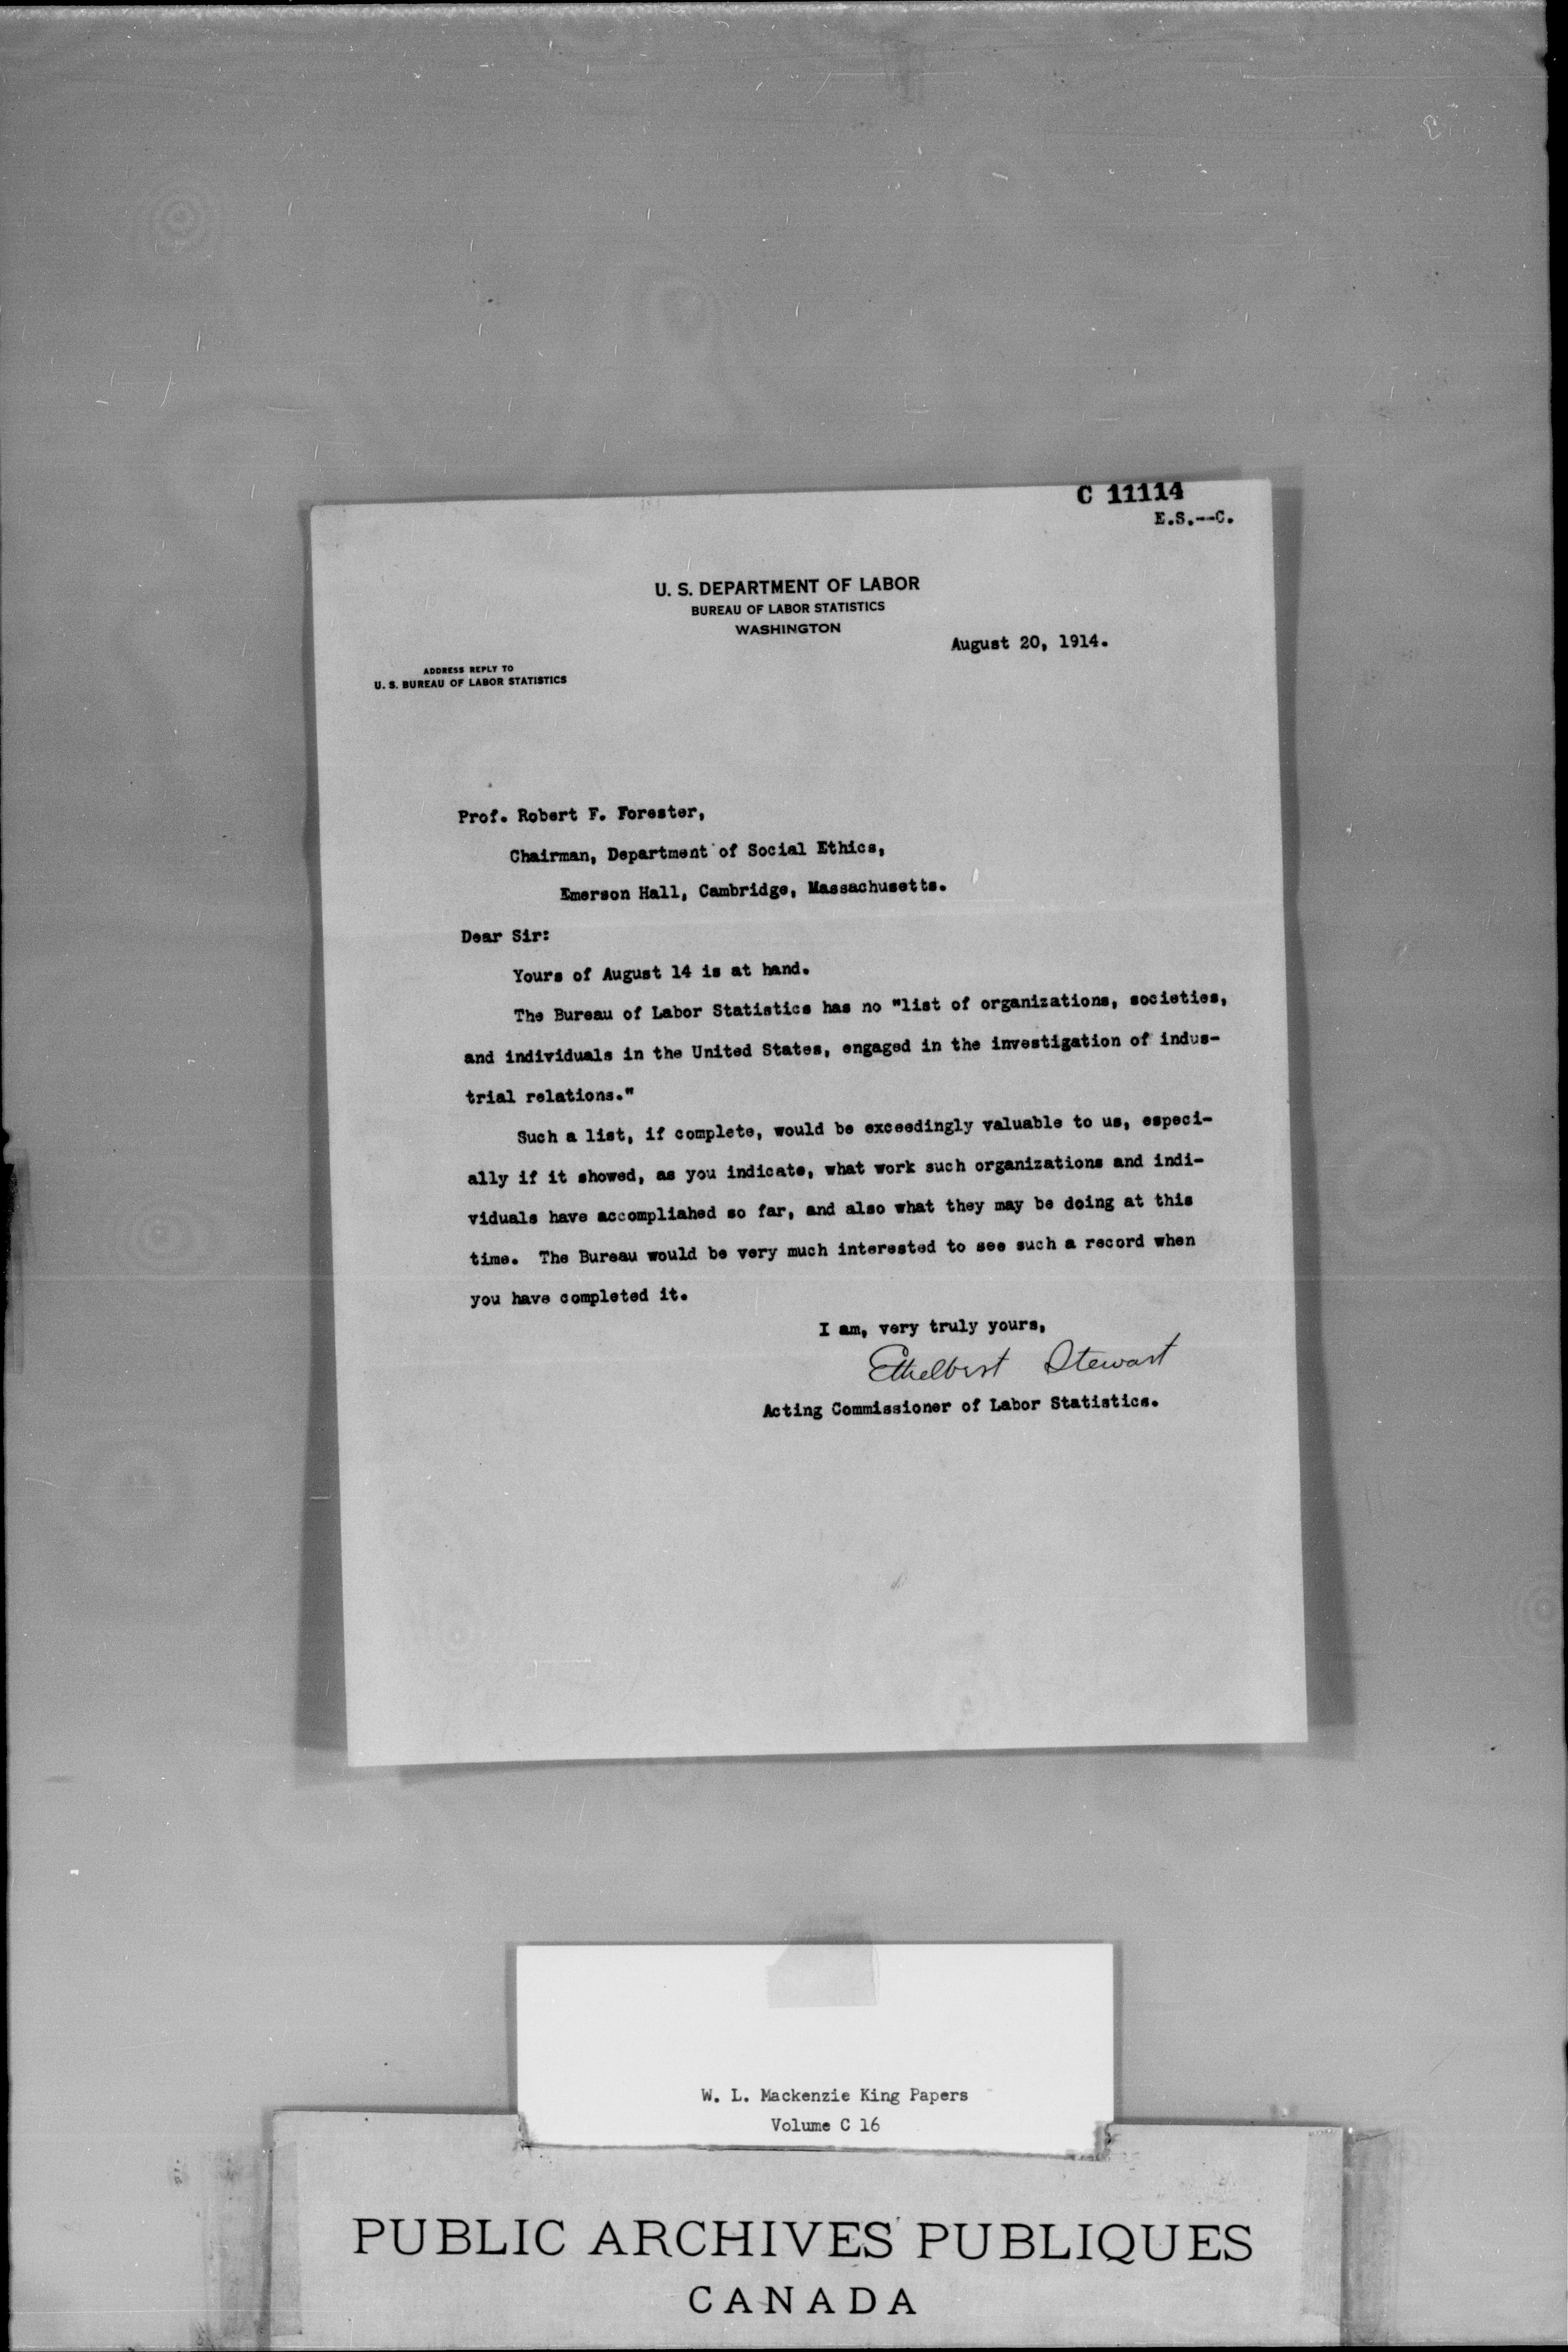 C 11114
E.S.--C.
U. S. DEPARTMENT OF LABOR
BUREAU OF LABOR STATISTICS
WASHINGTON
August 20, 1914.
ADDRESS REPLY TO
U. S. BUREAU OF LABOR STATISTICS
Prof. Robert F. Forester,
Chairman, Department of Social Ethics,
Emerson Hall, Cambridge, Massachusetts.
Dear Sir:
Yours of August 14 is at hand.
The Bureau of Labor Statistics has no "list of organizations, societies,
and individuals in the United States, engaged in the investigation of indus-
trial relations."
Such a list, if complete, would be exceedingly valuable to us, especi-
ally if it showed, as you indicate, what work such organizations and indi-
viduals have accompliahed so far, and also what they may be doing at this
time. The Bureau would be very much interested to see such a record when
you have completed it.
I am, very truly yours,
Ethelbert Stewart
Acting Commissioner of Labor Statistics.
W. L. Mackenzie King Papers
Volume C 16
PUBLIC ARCHIVES PUBLIQUES
CANADA